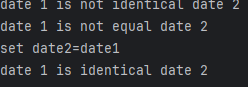 date 1 is not identical date 2
date 1 is not equal date 2
set date2=date1
date 1 is identical date 2